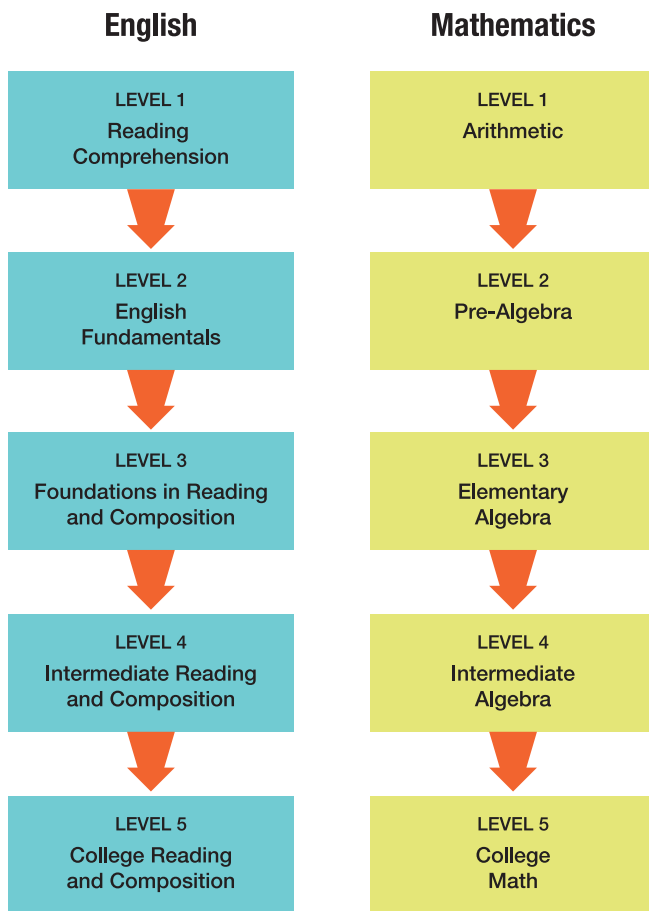 English
LEVEL 1
Reading
Comprehension
LEVEL 2
English
Fundamentals
LEVEL 3
Foundations in Reading
and Composition
LEVEL 4
Intermediate Reading
and Composition
LEVEL 5
College Reading
and Composition
Mathematics
LEVEL 1
Arithmetic
LEVEL 2
Pre-Algebra
LEVEL 3
Elementary
Algebra
LEVEL 4
Intermediate
Algebra
LEVEL 5
College
Math